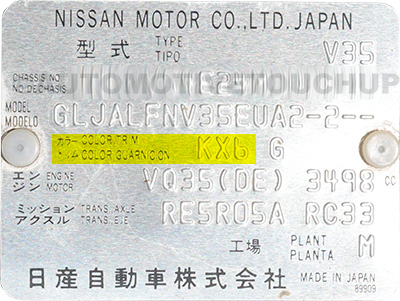 NISSAN MOTOR CO.,LTD.JAPAN
型式 TYPE TIPO V35
CHASSIS NO
NO DE CHASIS
AUTOMOTIVETOUCHUP
MODEL
MODELO GLJALFNV35EUA2-2--
カラー COLOR/TRIM
トリム COLOR GUARNICION KX6 G
エンジン ENGINE MOTOR VQ35(DE) 3498 CC
ミッション TRANS. AXLE
アクスル TRANS. EJE RE5R05A RC33
工場 PLANT PLANTA M
日産自動車株式会社 MADE IN JAPAN
89909